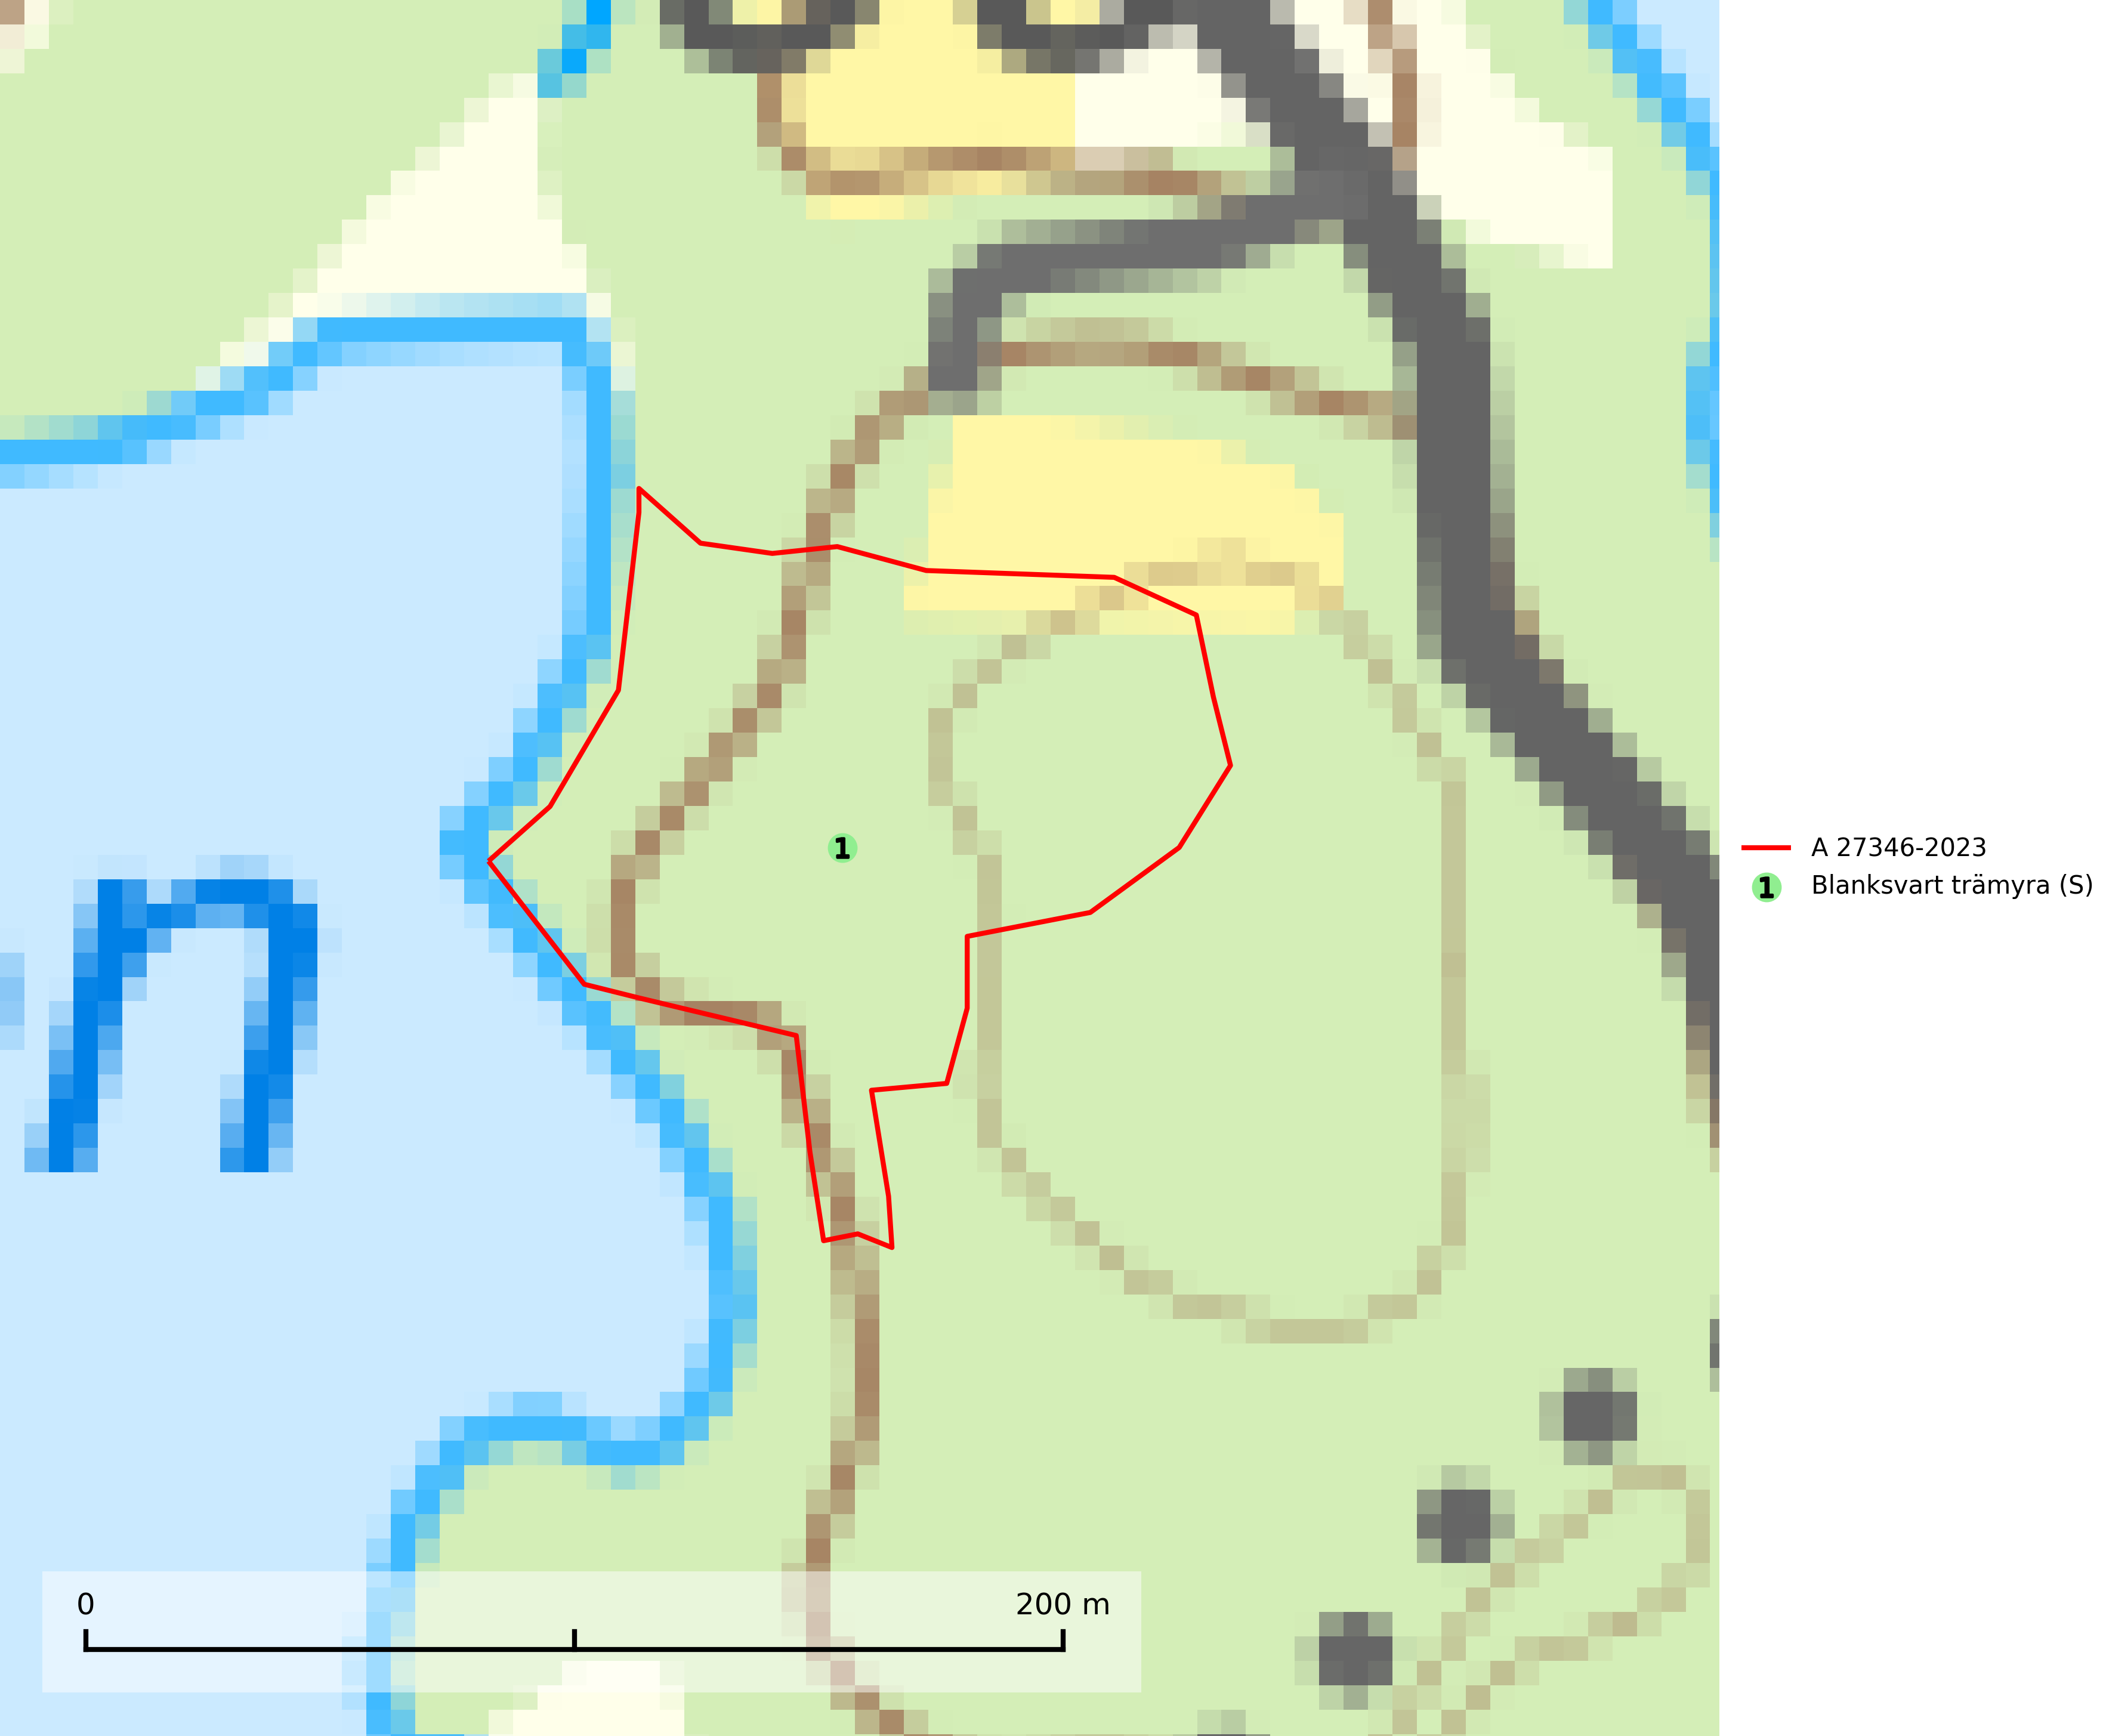 1
A 27346-2023
1 Blanksvart trämyra (S)
0 200 m